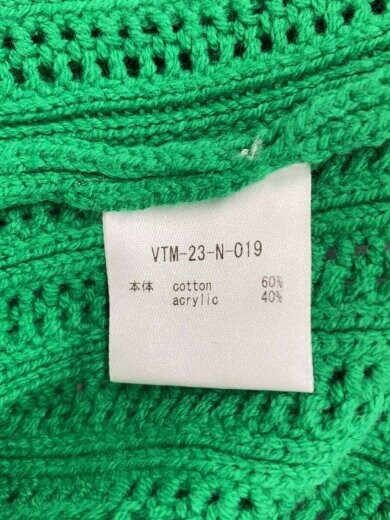 VTM-23-N-019
本体 cotton 60%
acrylic 40%